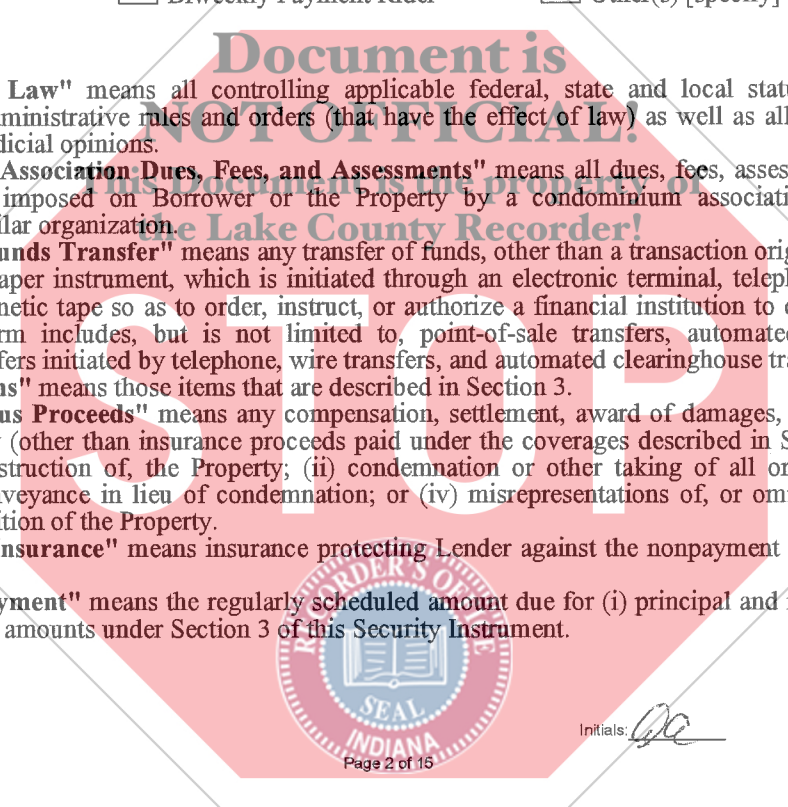 Biweekly Payment Rider Other(s) [specify]
Document is
Law" means all controlling applicable federal, state and local statu
ministrative rules and orders (that have the effect of law) as well as all
NOT OFFICIAL!
dicial opinions.
Association Dues, Fees, and Assessments" means all dues, fees, asses
This Document is the property of
imposed on Borrower or the Property by a condominium associati
ilar organization.
the Lake County Recorder!
unds Transfer" means any transfer of funds, other than a transaction orig
aper instrument, which is initiated through an electronic terminal, teleph
netic tape so as to order, instruct, or authorize a financial institution to
rm includes, but is not limited to, point-of-sale transfers, automated
fers initiated by telephone, wire transfers, and automated clearinghouse tra
STOP
ns" means those items that are described in Section 3.
us Proceeds" means any compensation, settlement, award of damages,
(other than insurance proceeds paid under the coverages described in S
struction of, the Property; (ii) condemnation or other taking of all or
veyance in lieu of condemnation; or (iv) misrepresentations of, or om
ition of the Property.
nsurance" means insurance protecting Lender against the nonpayment
yment" means the regularly scheduled amount due for (i) principal and
amounts under Section 3 of this Security Instrument.
RECORDER'S OFFICE
SEAL
INDIANA
Initials:
Page 2 of 15